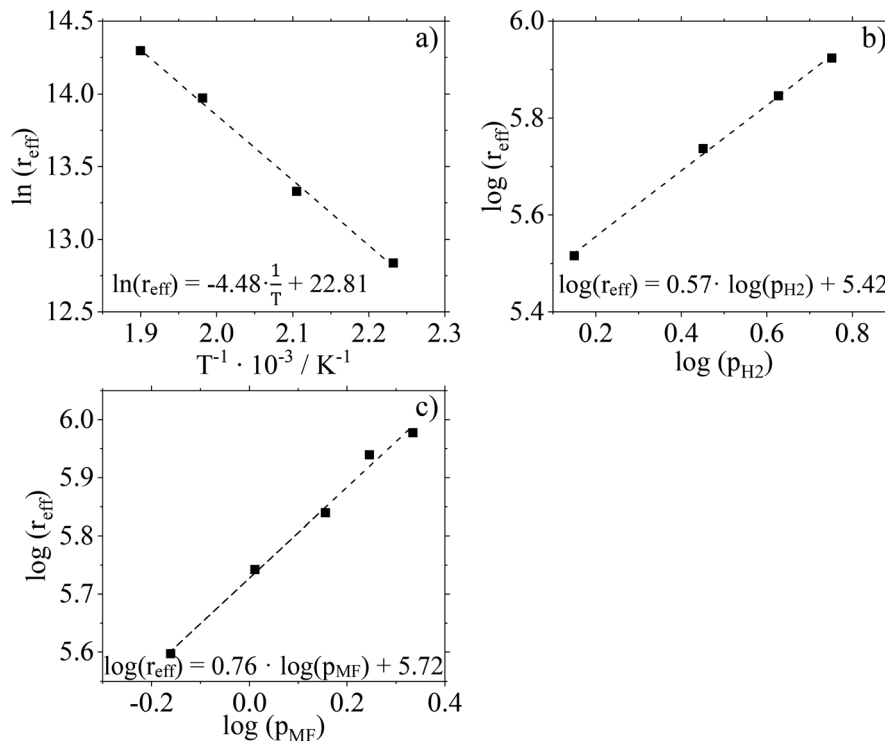 a)
14.5
14.0
13.5
13.0
12.5
ln (r_eff)
ln(r_eff) = -4.48·1/T + 22.81
1.9 2.0 2.1 2.2 2.3
T⁻¹ · 10⁻³ / K⁻¹
b)
6.0
5.8
5.6
5.4
log (r_eff)
log(r_eff) = 0.57· log(p_H2) + 5.42
0.2 0.4 0.6 0.8
log (p_H2)
c)
6.0
5.9
5.8
5.7
5.6
log (r_eff)
log(r_eff) = 0.76 · log(p_MF) + 5.72
-0.2 0.0 0.2 0.4
log (p_MF)